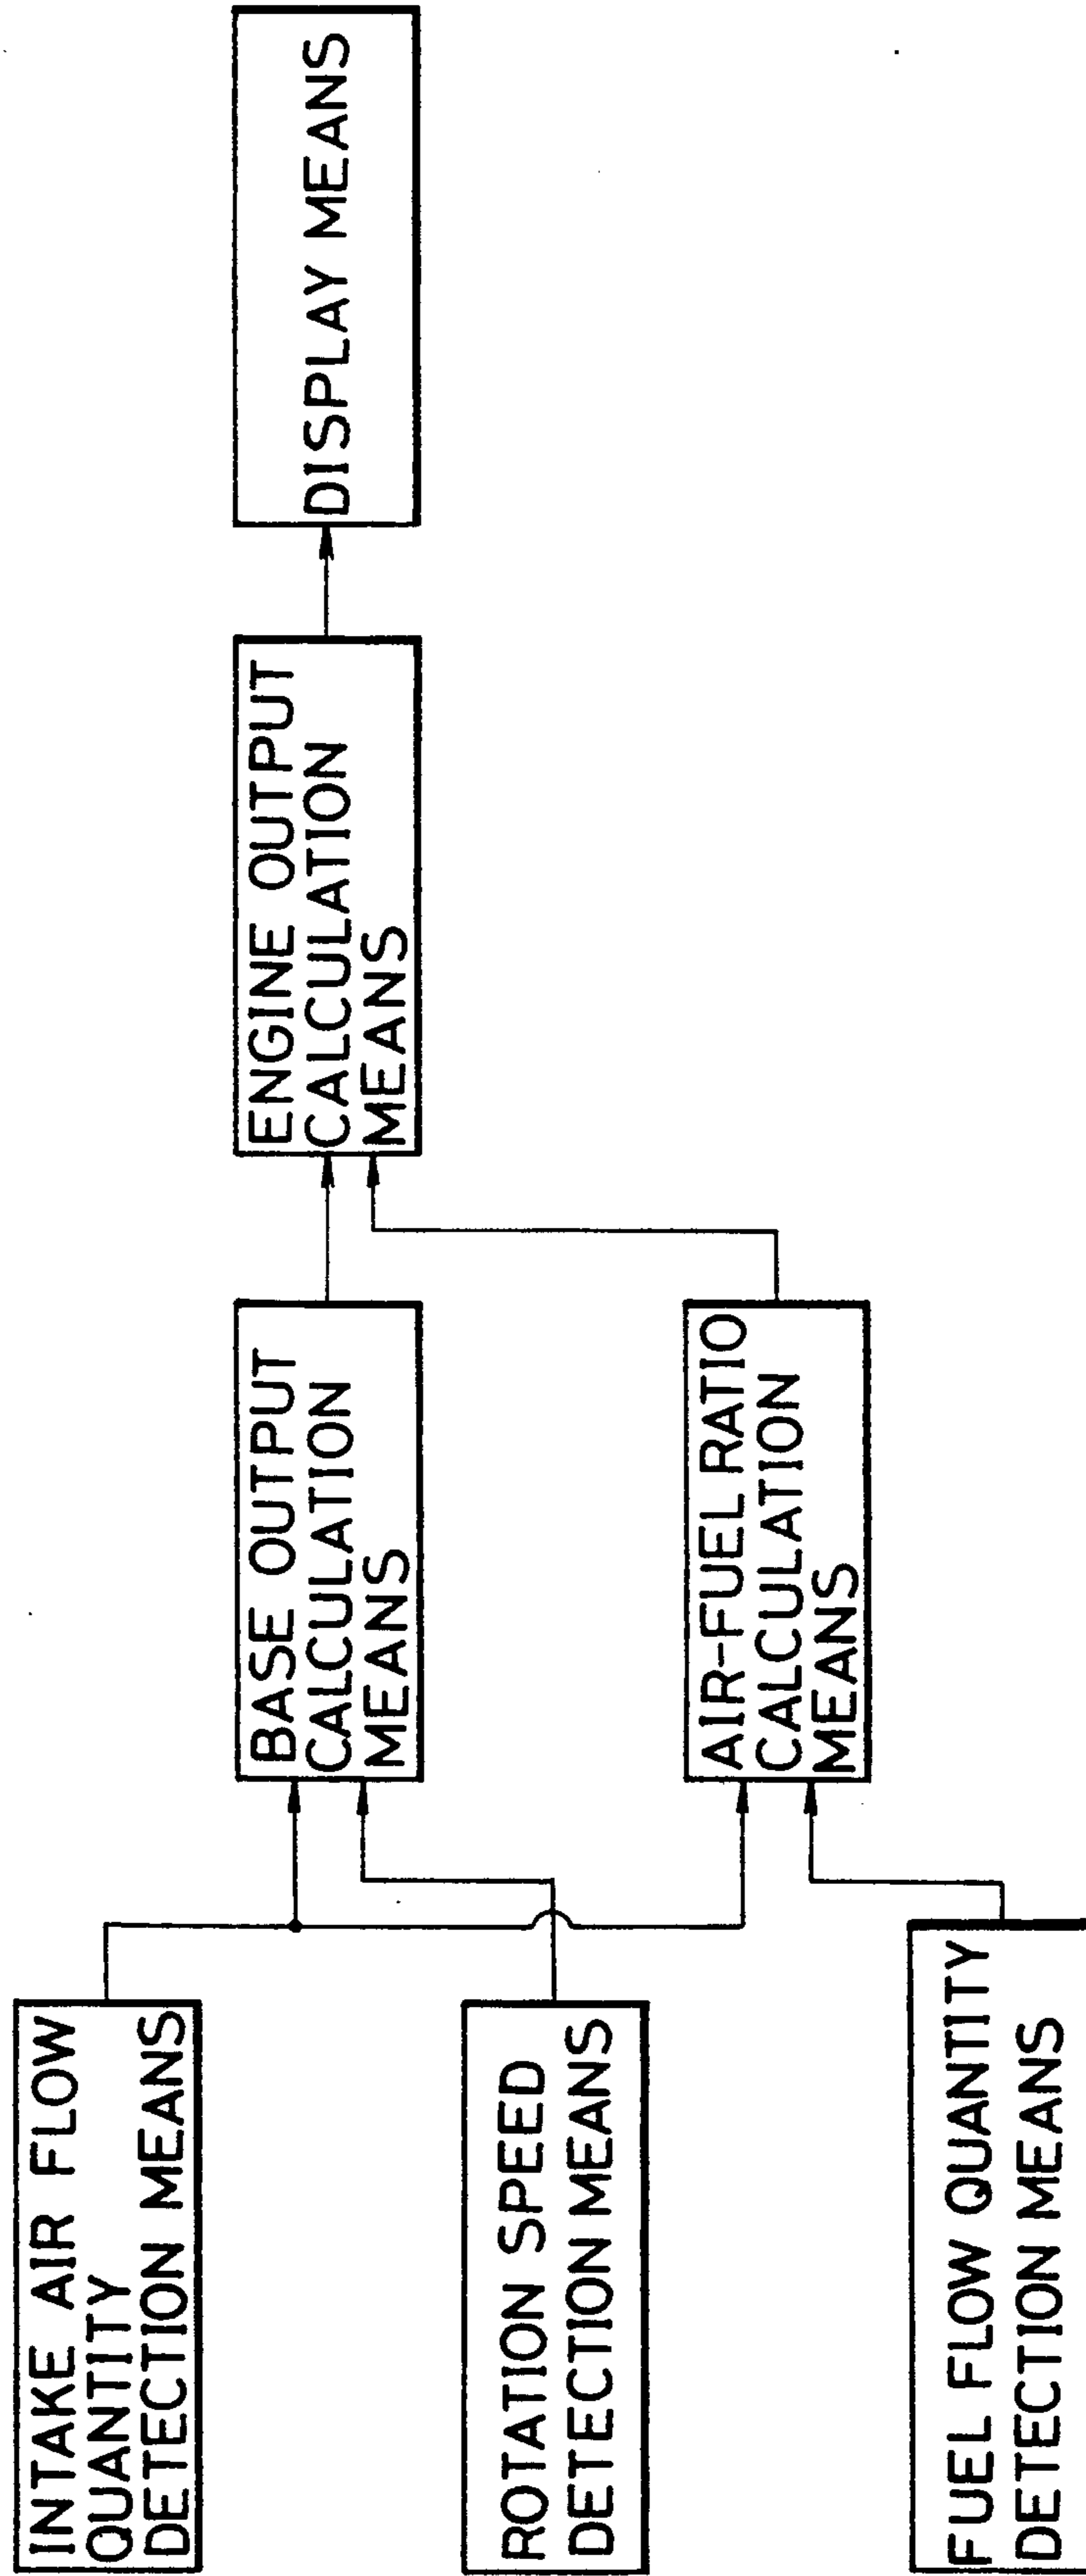 INTAKE AIR FLOW
QUANTITY
DETECTION MEANS
ROTATION SPEED
DETECTION MEANS
FUEL FLOW QUANTITY
DETECTION MEANS
BASE OUTPUT
CALCULATION
MEANS
AIR-FUEL RATIO
CALCULATION
MEANS
ENGINE OUTPUT
CALCULATION
MEANS
DISPLAY MEANS